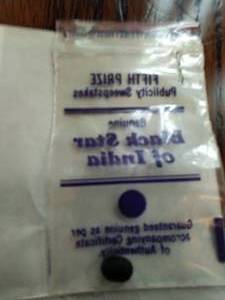 FIFTH PRIZE
Publicity Sweepstakes
Genuine
Black Star
of India
Guaranteed genuine as per
accompanying Certificate
of Authenticity